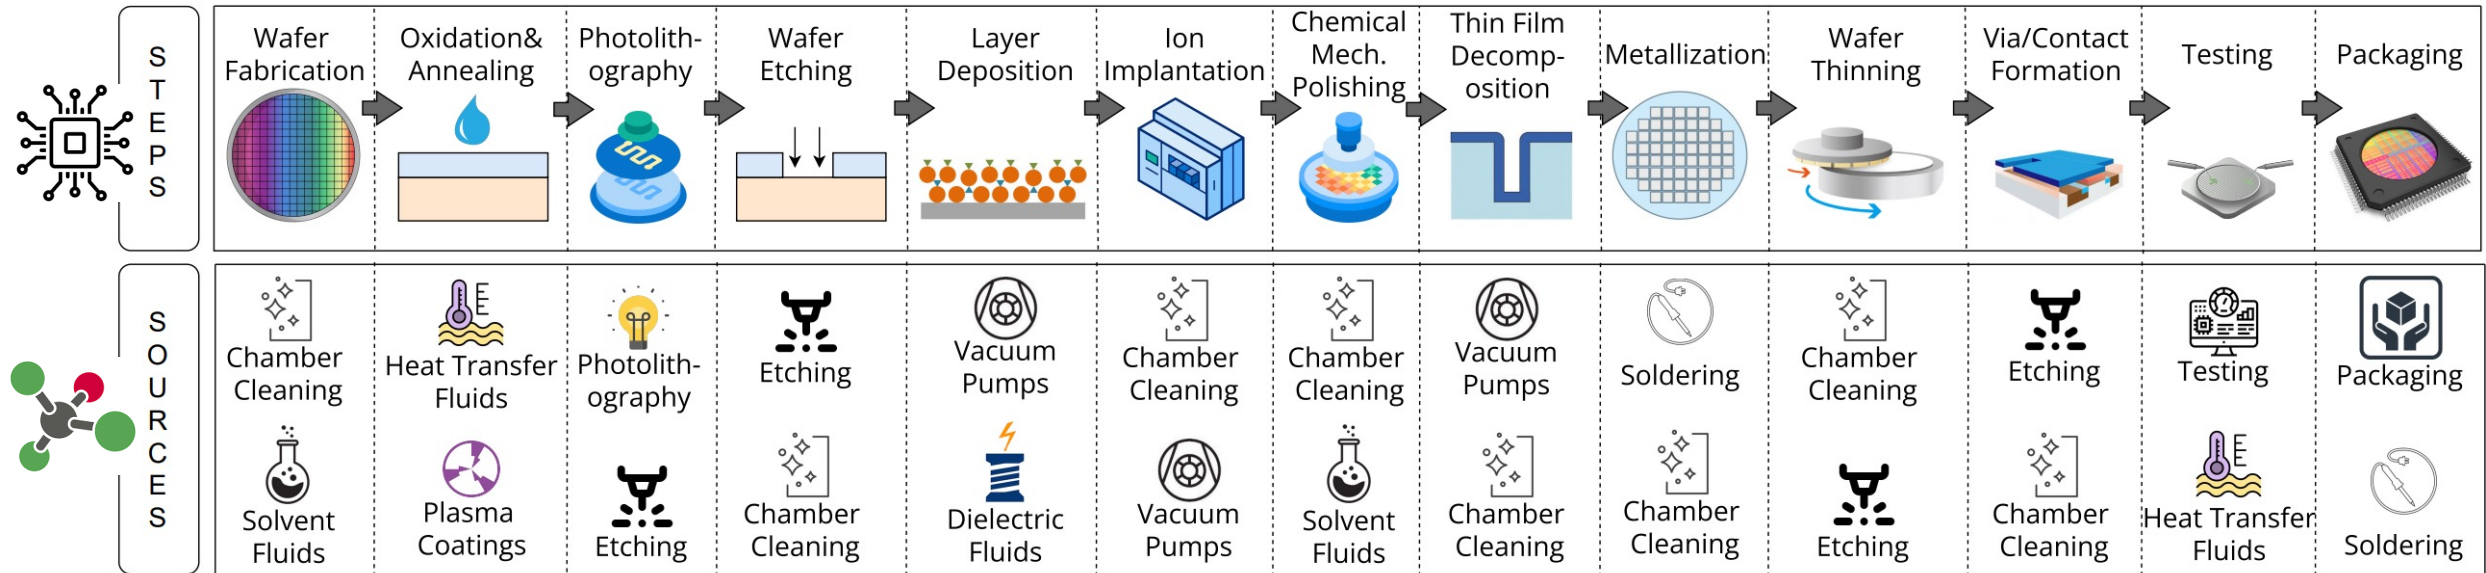 STEPS
Wafer
Fabrication
Oxidation&
Annealing
Photolith-
ography
Wafer
Etching
Layer
Deposition
Ion
Implantation
Chemical
Mech.
Polishing
Thin Film
Decomp-
osition
Metallization
Wafer
Thinning
Via/Contact
Formation
Testing
Packaging
SOURCES
Chamber
Cleaning
Heat Transfer
Fluids
Photolith-
ography
Etching
Vacuum
Pumps
Chamber
Cleaning
Chamber
Cleaning
Vacuum
Pumps
Soldering
Chamber
Cleaning
Etching
Testing
Packaging
Solvent
Fluids
Plasma
Coatings
Etching
Chamber
Cleaning
Dielectric
Fluids
Vacuum
Pumps
Solvent
Fluids
Chamber
Cleaning
Chamber
Cleaning
Etching
Chamber
Cleaning
Heat Transfer
Fluids
Soldering